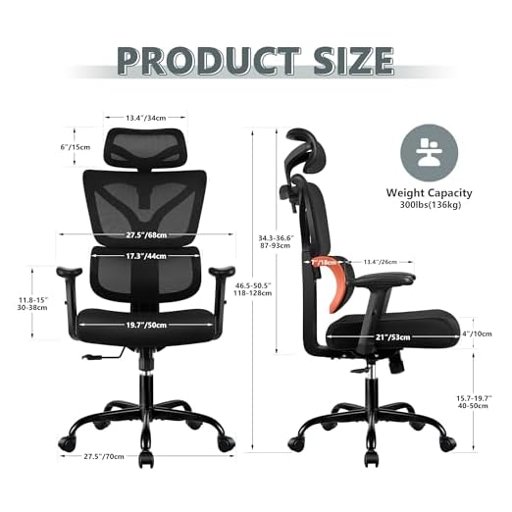 PRODUCT SIZE
13.4"/34cm
6"/15cm
Weight Capacity
300lbs(136kg)
27.5"/68cm
34.3-36.6"
87-93cm
17.3"/44cm
7"/18cm
13.4"/26cm
46.5-50.5"
118-128cm
11.8-15"
30-38cm
19.7"/50cm
21"/53cm
4"/10cm
15.7-19.7"
40-50cm
27.5"/70cm